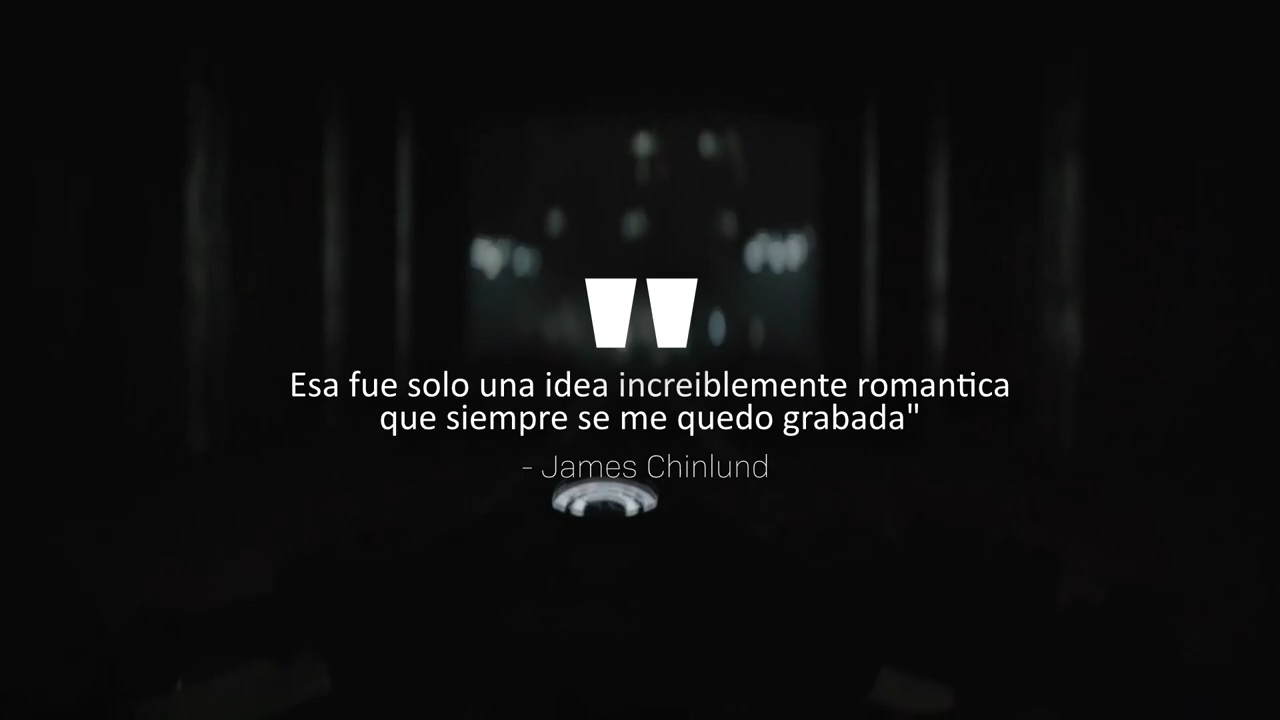 "
Esa fue solo una idea increiblemente romantica
que siempre se me quedo grabada"
- James Chinlund